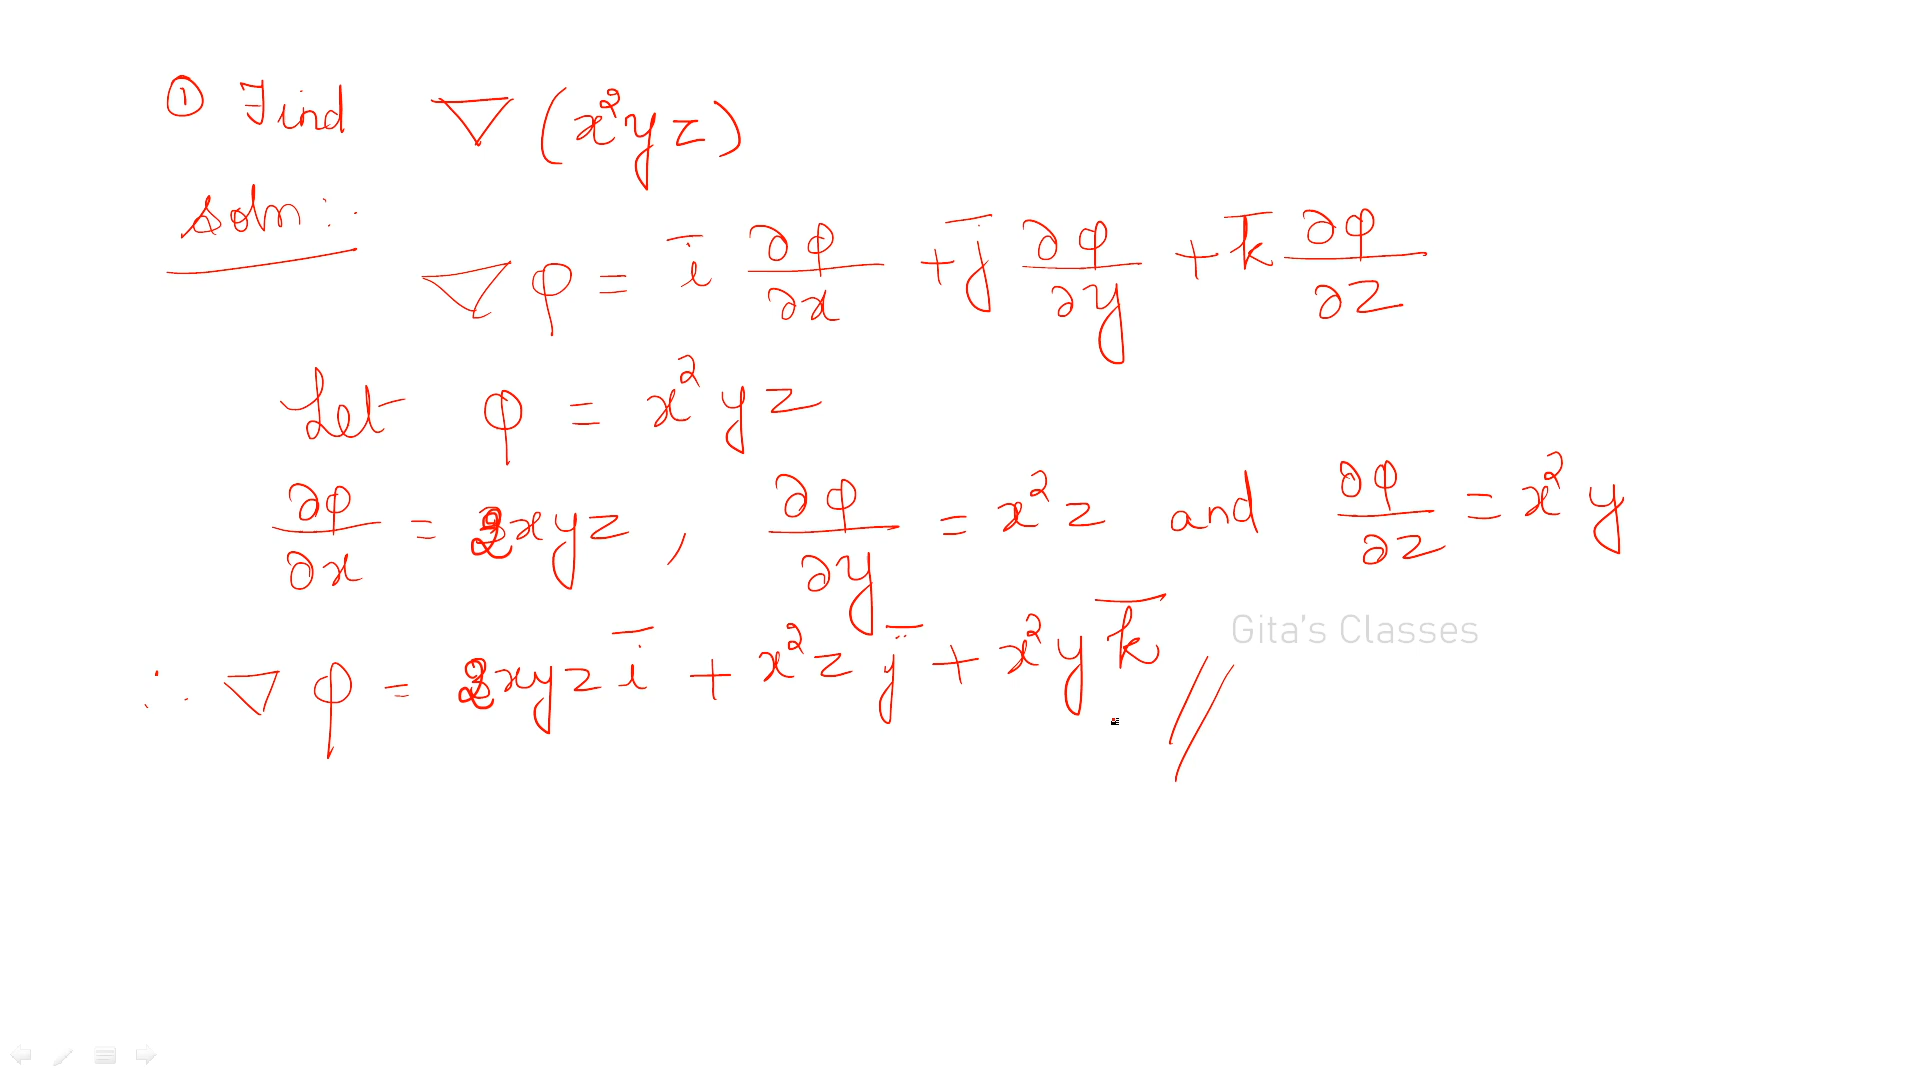 ① Find ∇ (x²yz)
Soln:-
∇φ = i̅ ∂φ/∂x + j̅ ∂φ/∂y + k̅ ∂φ/∂z
Let φ = x²yz
∂φ/∂x = 2xyz, ∂φ/∂y = x²z and ∂φ/∂z = x²y
Gita's Classes
∴ ∇φ = 2xyz i̅ + x²z j̅ + x²y k̅ //